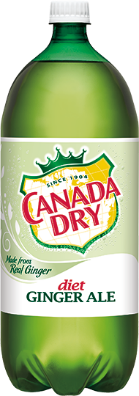 SINCE 1904
CANADA
DRY
Made from
Real Ginger
diet
GINGER ALE